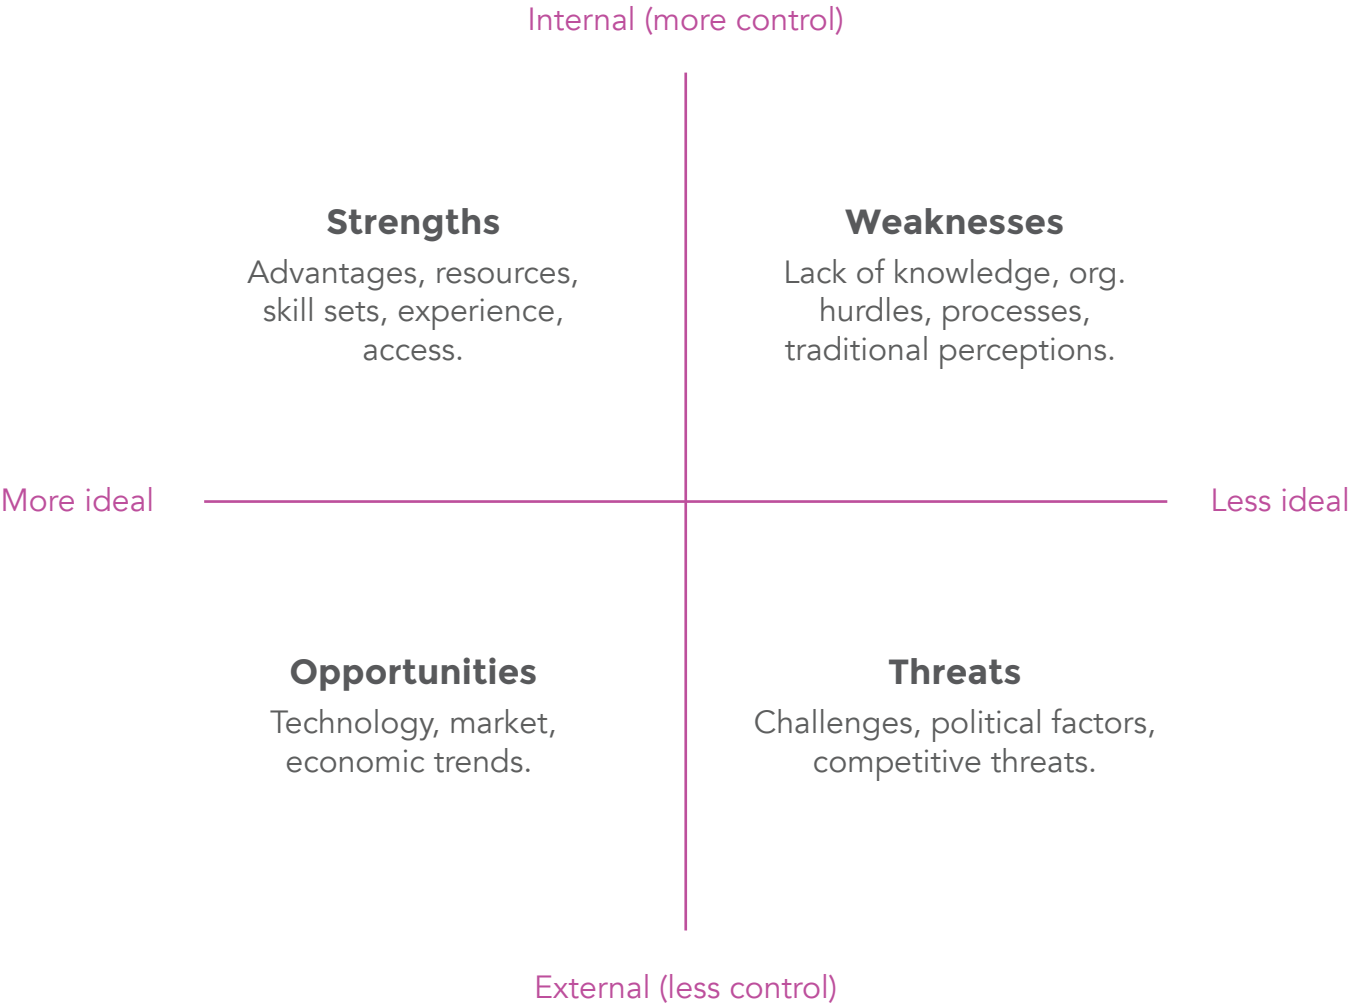 Internal (more control)
Strengths
Advantages, resources,
skill sets, experience,
access.
Weaknesses
Lack of knowledge, org.
hurdles, processes,
traditional perceptions.
More ideal
Less ideal
Opportunities
Technology, market,
economic trends.
Threats
Challenges, political factors,
competitive threats.
External (less control)